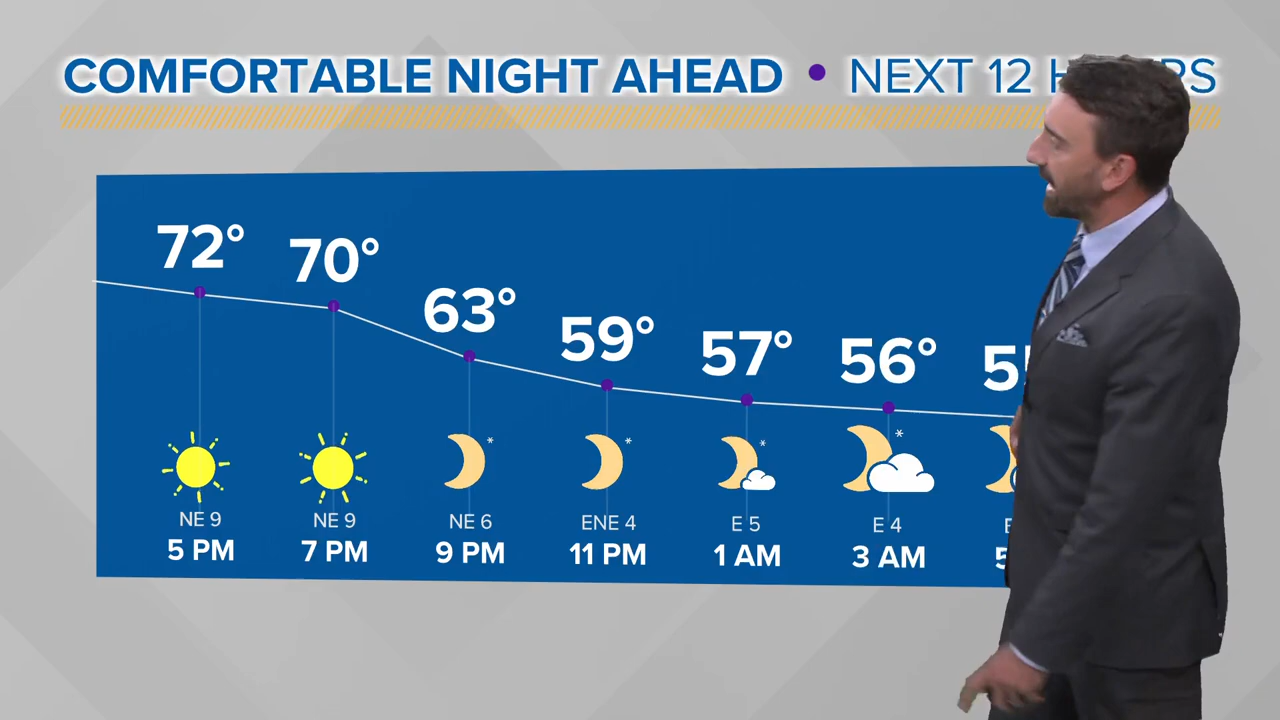 COMFORTABLE NIGHT AHEAD • NEXT 12
72° 70° 63° 59° 57° 56°
NE 9 NE 9 NE 6 ENE 4 E 5 E 4
5 PM 7 PM 9 PM 11 PM 1 AM 3 AM